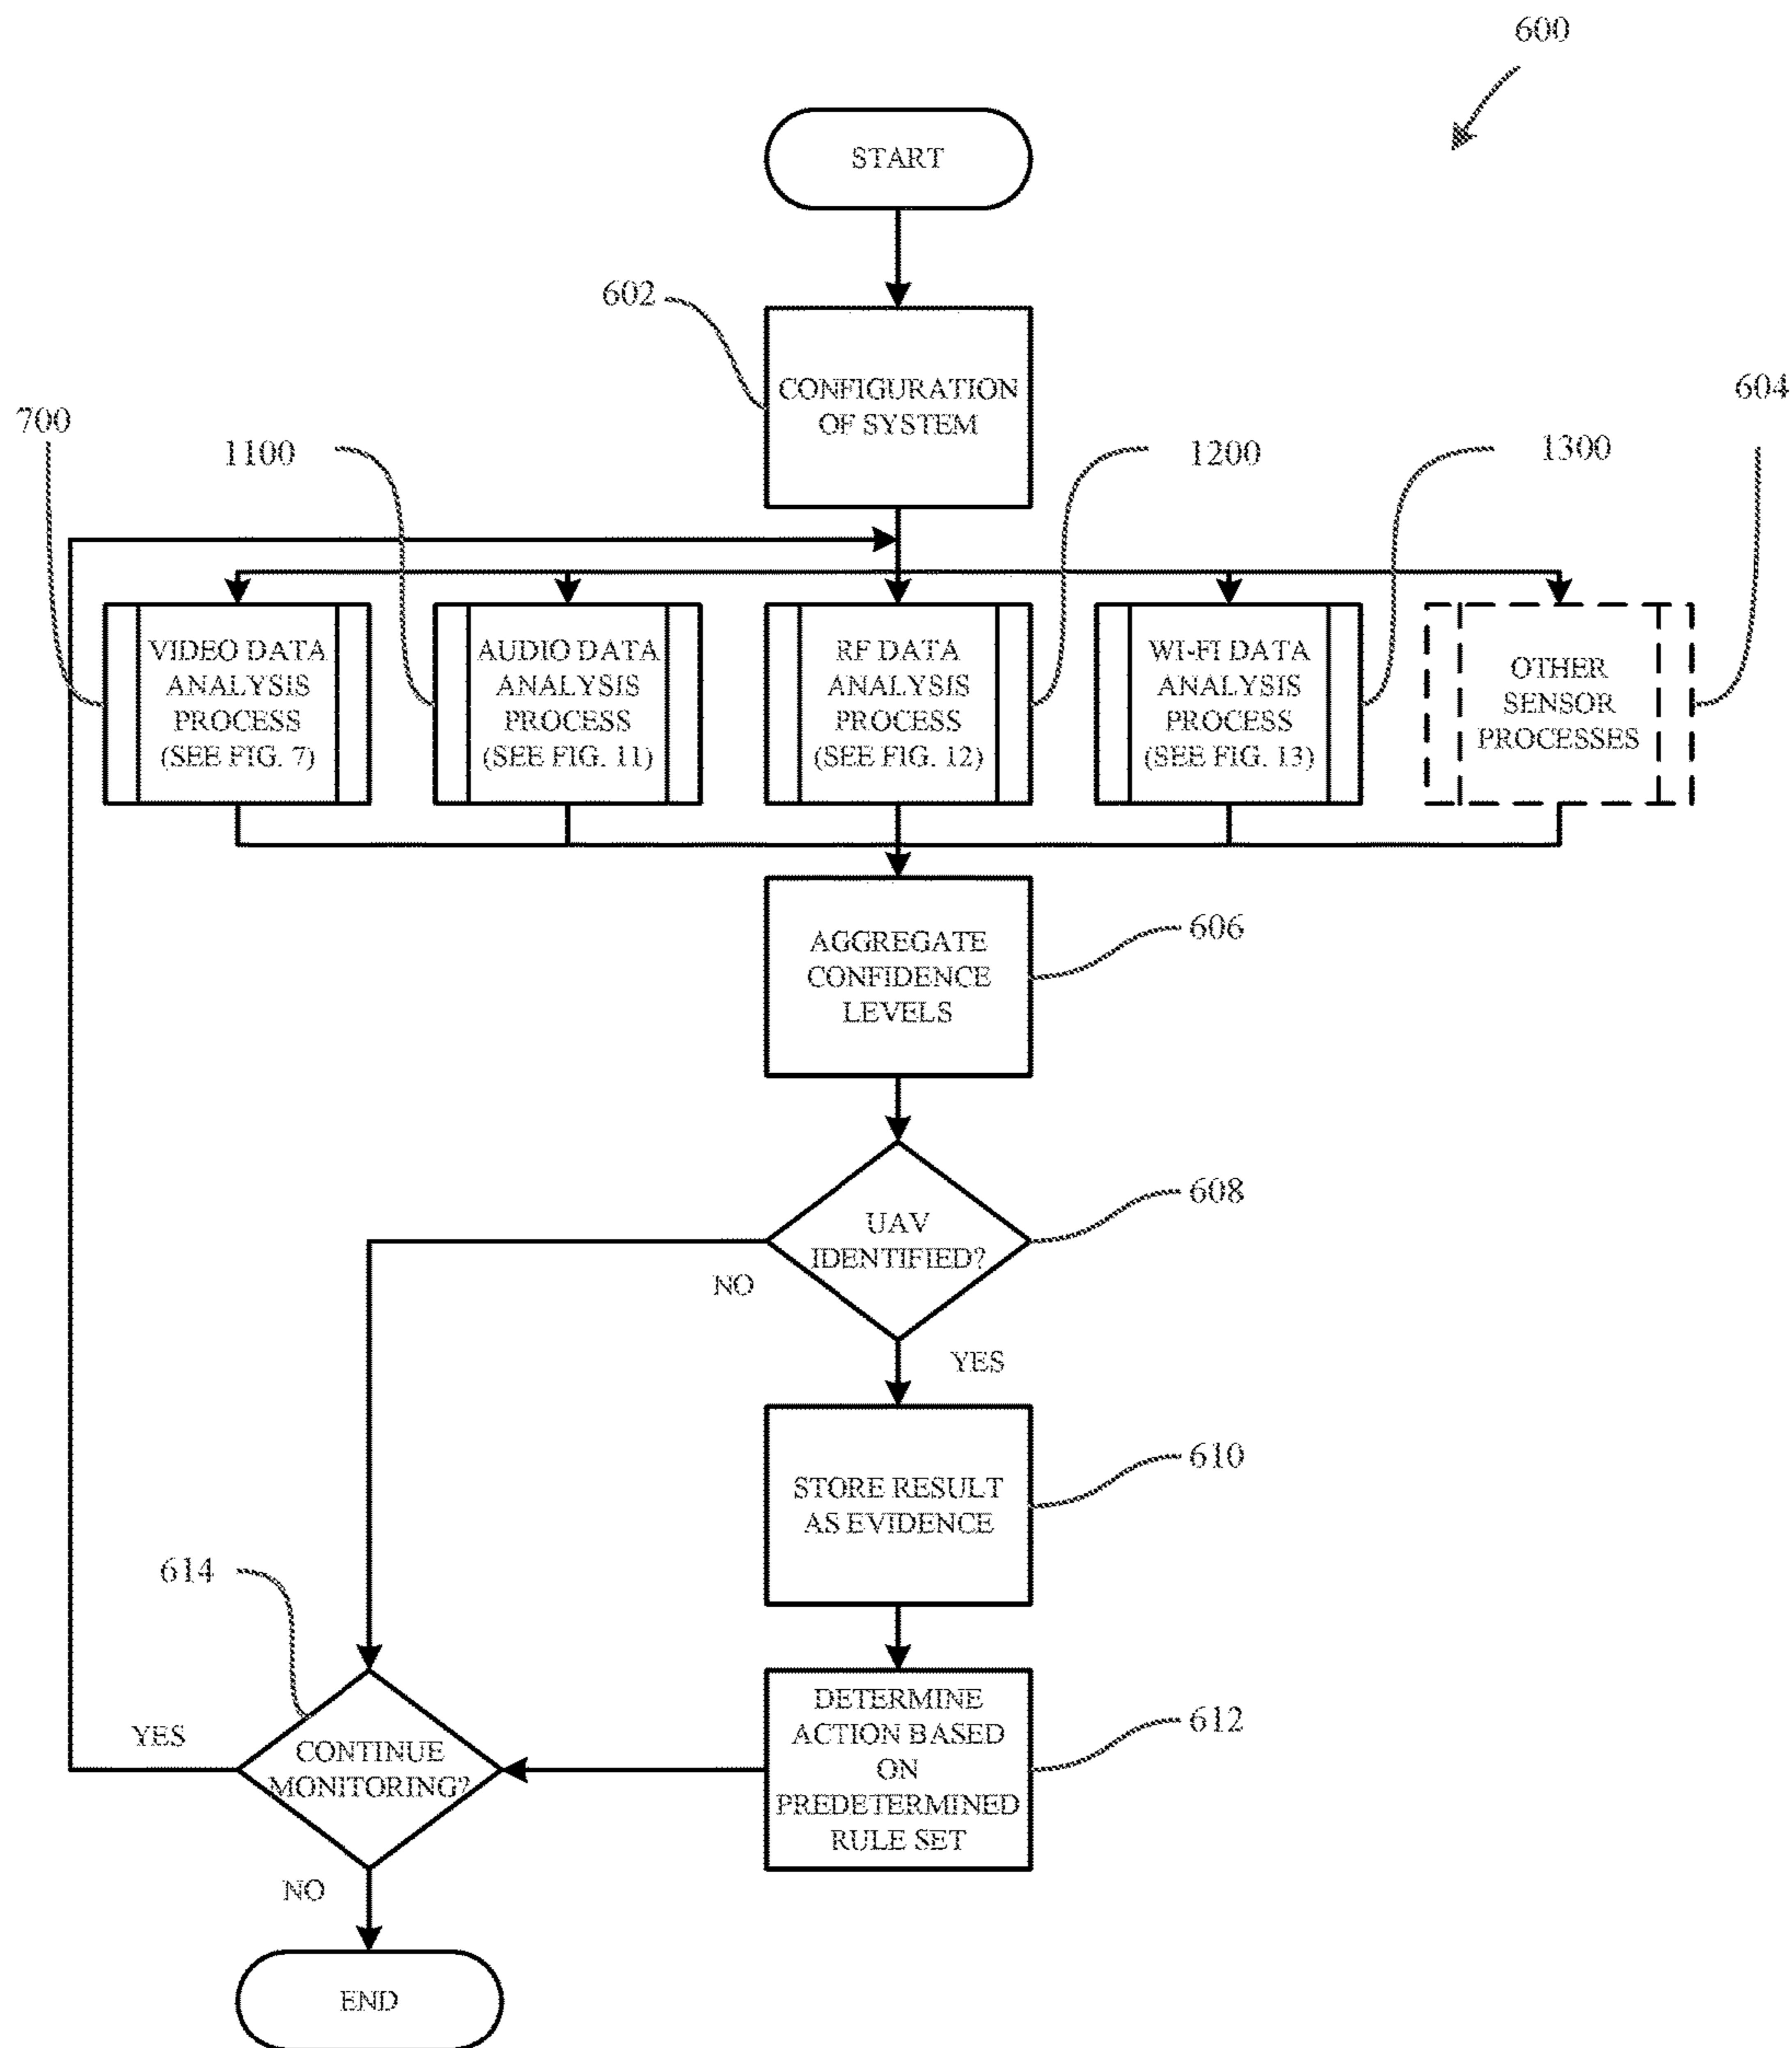 600
START
602
CONFIGURATION
OF SYSTEM
604
700
1100
1200
1300
VIDEO DATA
ANALYSIS
PROCESS
(SEE FIG. 7)
AUDIO DATA
ANALYSIS
PROCESS
(SEE FIG. 11)
RF DATA
ANALYSIS
PROCESS
(SEE FIG. 12)
WI-FI DATA
ANALYSIS
PROCESS
(SEE FIG. 13)
OTHER
SENSOR
PROCESSES
AGGREGATE
CONFIDENCE
LEVELS
606
UAV
IDENTIFIED?
608
NO
YES
STORE RESULT
AS EVIDENCE
610
614
DETERMINE
ACTION BASED
ON
PREDETERMINED
RULE SET
612
YES
CONTINUE
MONITORING?
NO
END